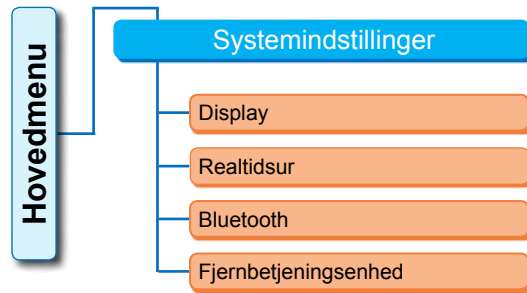 Hovedmenu
Systemindstillinger
Display
Realtidsur
Bluetooth
Fjernbetjeningsenhed